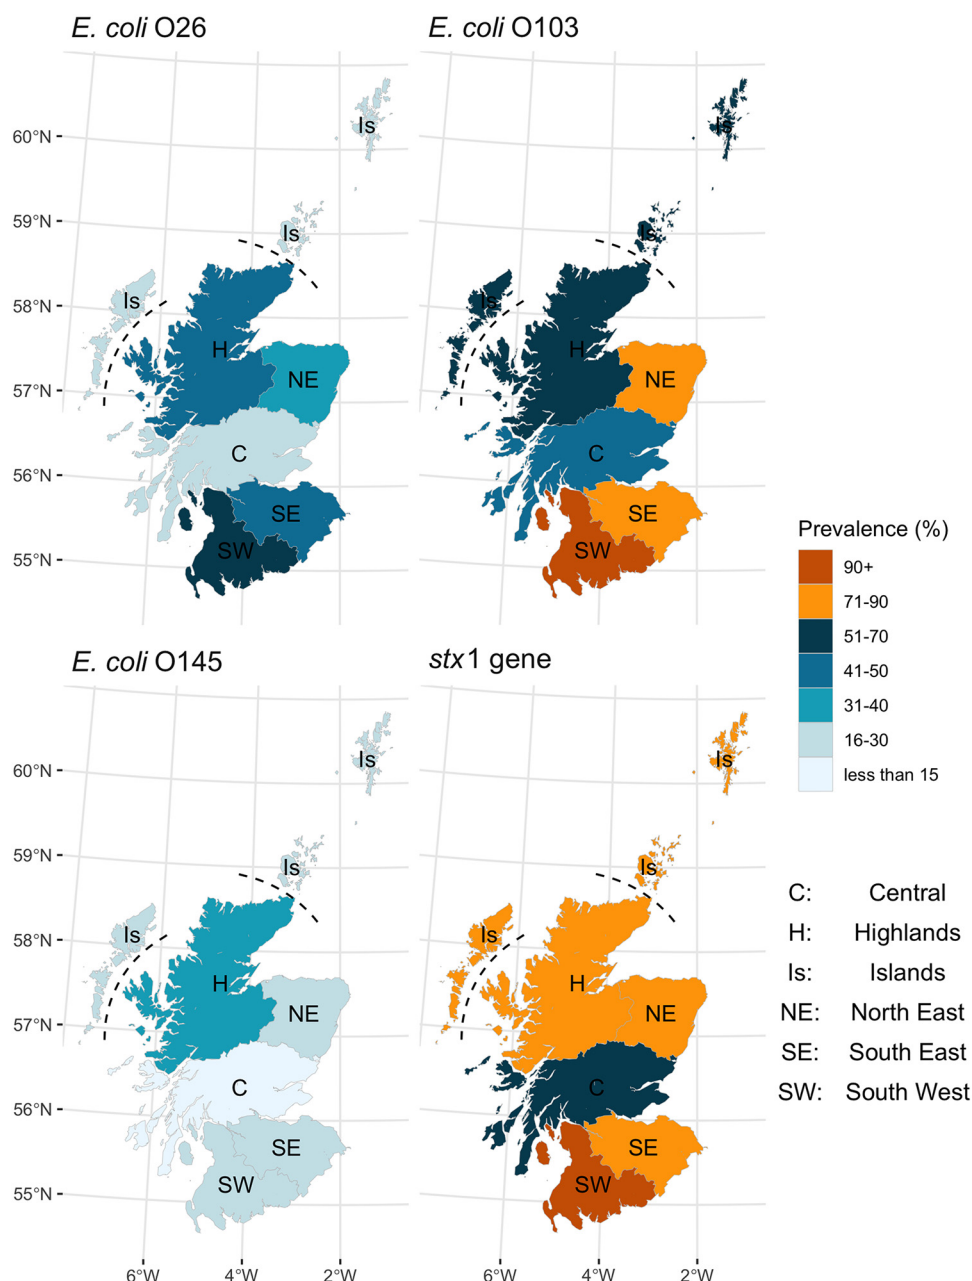 E. coli O26
E. coli O103
60°N
59°N
58°N
57°N
56°N
55°N
Is
Is
Is
H
NE
C
SE
SW
Is
Is
Is
H
NE
C
SE
SW
Prevalence (%)
90+
71-90
51-70
41-50
31-40
16-30
less than 15
E. coli O145
stx1 gene
60°N
59°N
58°N
57°N
56°N
55°N
Is
Is
Is
H
NE
C
SE
SW
6°W 4°W 2°W
Is
Is
Is
H
NE
C
SE
SW
6°W 4°W 2°W
C: Central
H: Highlands
Is: Islands
NE: North East
SE: South East
SW: South West